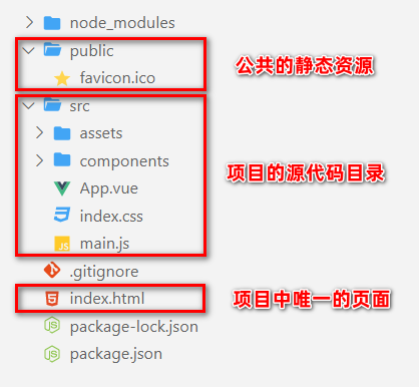 node_modules
public
公共的静态资源
favicon.ico
src
assets
components
项目的源代码目录
App.vue
index.css
JS main.js
.gitignore
index.html
项目中唯一的页面
package-lock.json
package.json